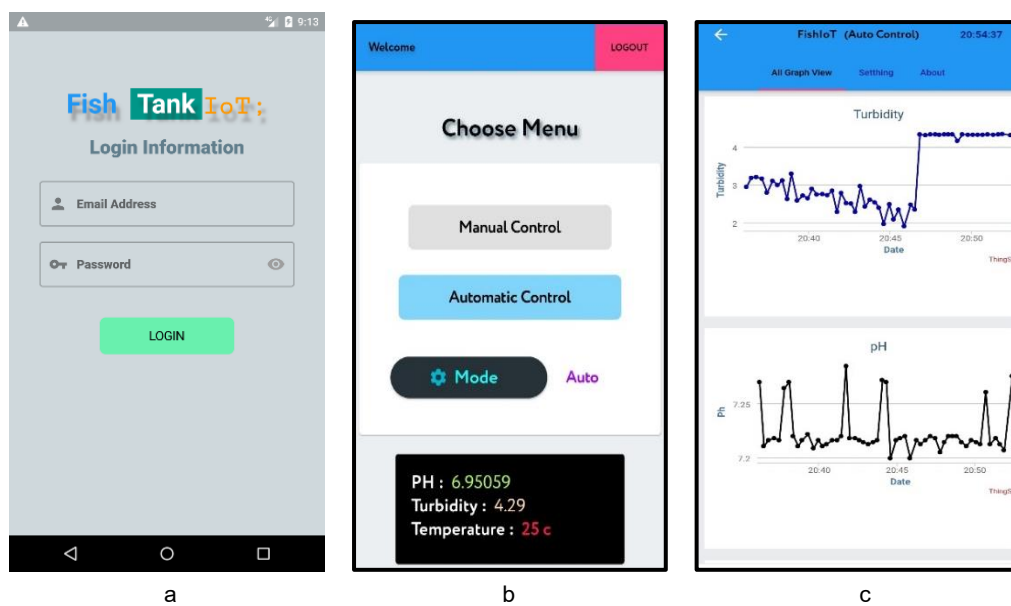 4G 9:13
Fish Tank IoT;
Login Information
Email Address
Password
LOGIN
a
Welcome LOGOUT
Choose Menu
Manual Control
Automatic Control
Mode Auto
PH : 6.95059
Turbidity : 4.29
Temperature : 25 c
b
FishIoT (Auto Control) 20:54:37
All Graph View Setthing About
Turbidity
Turbidity
4
3
2
20:40 20:45 20:50
Date
ThingS
pH
Ph
7.25
7.2
20:40 20:45 20:50
Date
ThingS
c